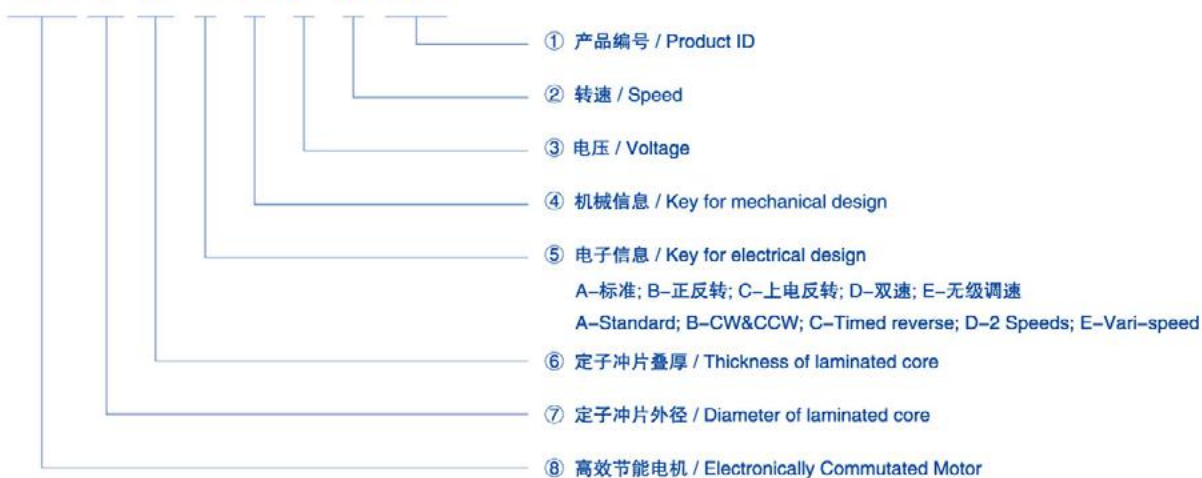 ① 产品编号 / Product ID
② 转速 / Speed
③ 电压 / Voltage
④ 机械信息 / Key for mechanical design
⑤ 电子信息 / Key for electrical design
A–标准; B–正反转; C–上电反转; D–双速; E–无级调速
A–Standard; B–CW&CCW; C–Timed reverse; D–2 Speeds; E–Vari–speed
⑥ 定子冲片叠厚 / Thickness of laminated core
⑦ 定子冲片外径 / Diameter of laminated core
⑧ 高效节能电机 / Electronically Commutated Motor